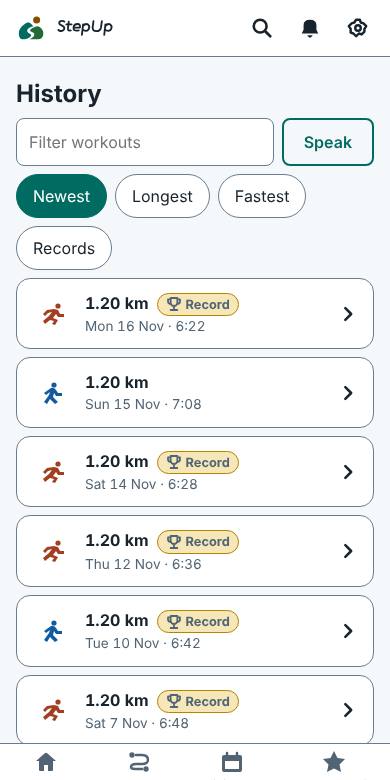 StepUp
History
Filter workouts
Speak
Newest
Longest
Fastest
Records
1.20 km Record
Mon 16 Nov · 6:22
1.20 km
Sun 15 Nov · 7:08
1.20 km Record
Sat 14 Nov · 6:28
1.20 km Record
Thu 12 Nov · 6:36
1.20 km Record
Tue 10 Nov · 6:42
1.20 km Record
Sat 7 Nov · 6:48